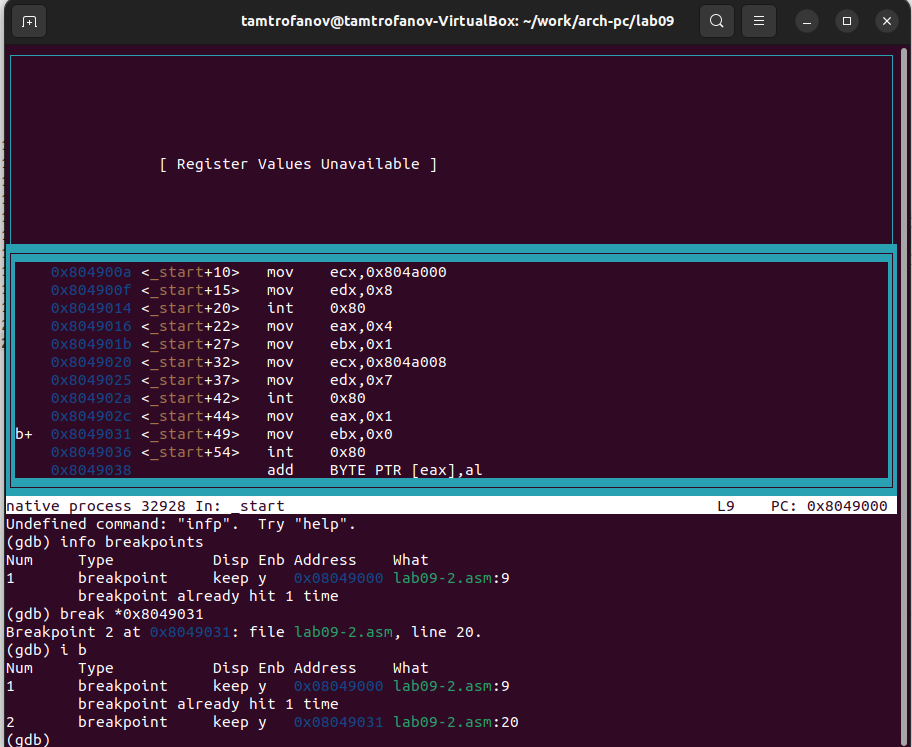 tamtrofanov@tamtrofanov-VirtualBox: ~/work/arch-pc/lab09
[ Register Values Unavailable ]
0x804900a <_start+10> mov ecx,0x804a000
0x804900f <_start+15> mov edx,0x8
0x8049014 <_start+20> int 0x80
0x8049016 <_start+22> mov eax,0x4
0x804901b <_start+27> mov ebx,0x1
0x8049020 <_start+32> mov ecx,0x804a008
0x8049025 <_start+37> mov edx,0x7
0x804902a <_start+42> int 0x80
0x804902c <_start+44> mov eax,0x1
b+ 0x8049031 <_start+49> mov ebx,0x0
0x8049036 <_start+54> int 0x80
0x8049038 add BYTE PTR [eax],al
native process 32928 In: _start L9 PC: 0x8049000
Undefined command: "infp". Try "help".
(gdb) info breakpoints
Num Type Disp Enb Address What
1 breakpoint keep y 0x08049000 lab09-2.asm:9
breakpoint already hit 1 time
(gdb) break *0x8049031
Breakpoint 2 at 0x8049031: file lab09-2.asm, line 20.
(gdb) i b
Num Type Disp Enb Address What
1 breakpoint keep y 0x08049000 lab09-2.asm:9
breakpoint already hit 1 time
2 breakpoint keep y 0x08049031 lab09-2.asm:20
(gdb)